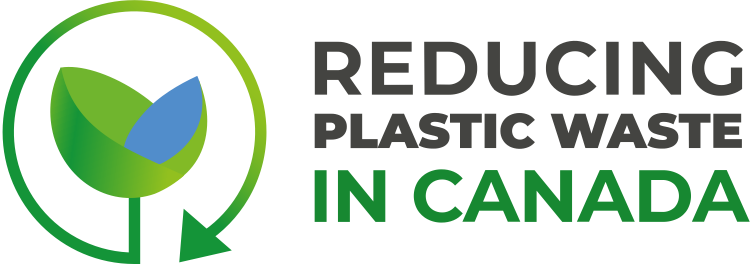 REDUCING
PLASTIC WASTE
IN CANADA